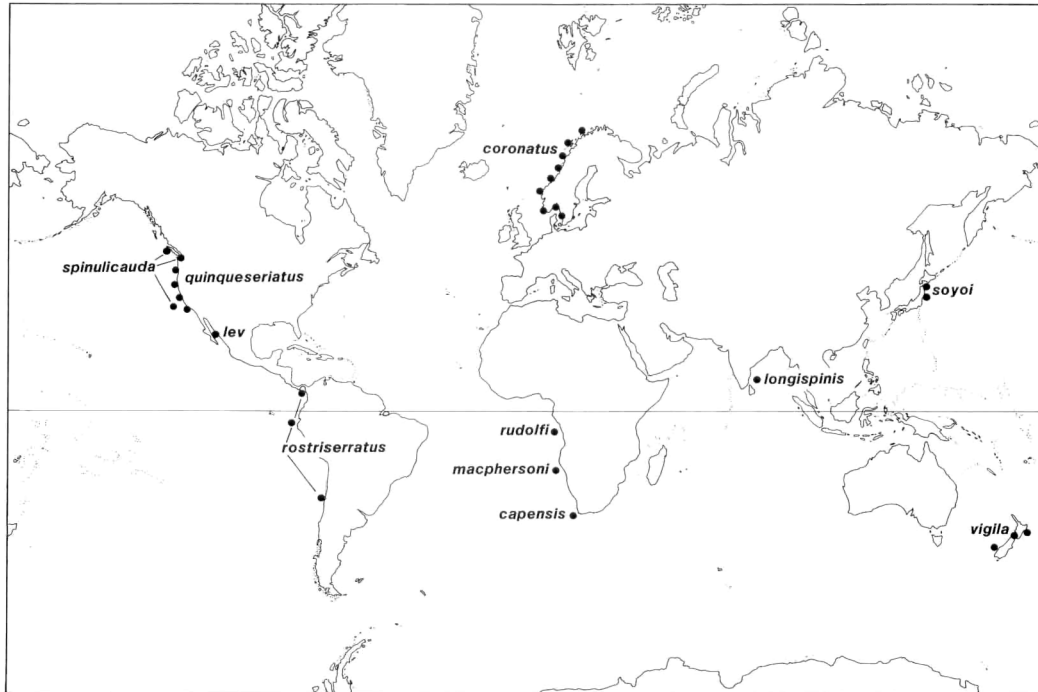 coronatus
spinulicauda
quinqueseriatus
soyoi
lev
longispinis
rudolfi
rostriserratus
macphersoni
capensis
vigila